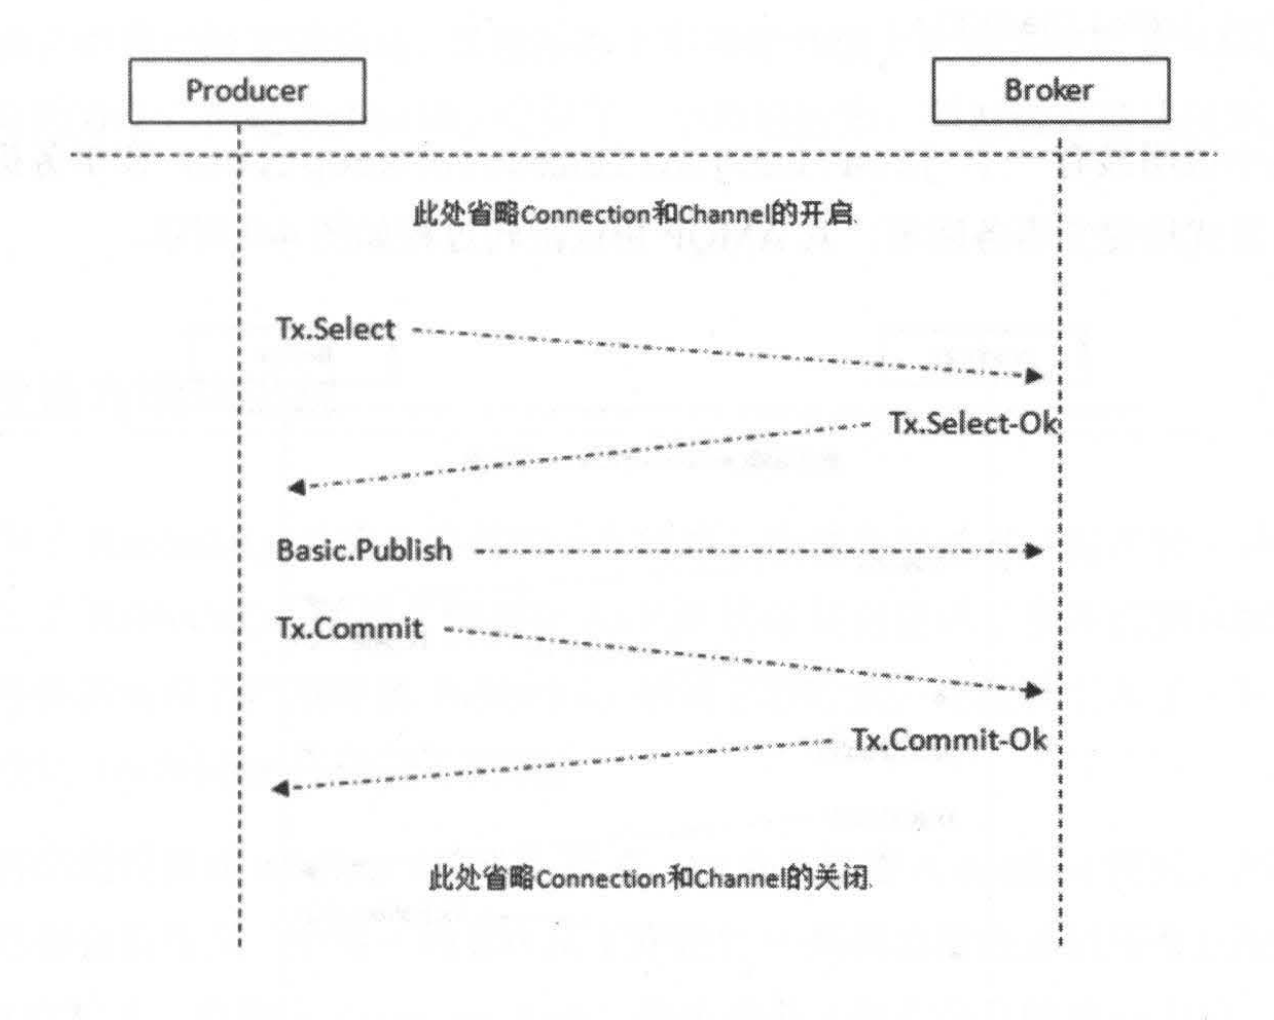 Producer
Broker
此处省略Connection和Channel的开启.
Tx.Select
Tx.Select-Ok
Basic.Publish
Tx.Commit
Tx.Commit-Ok
此处省略Connection和Channel的关闭.